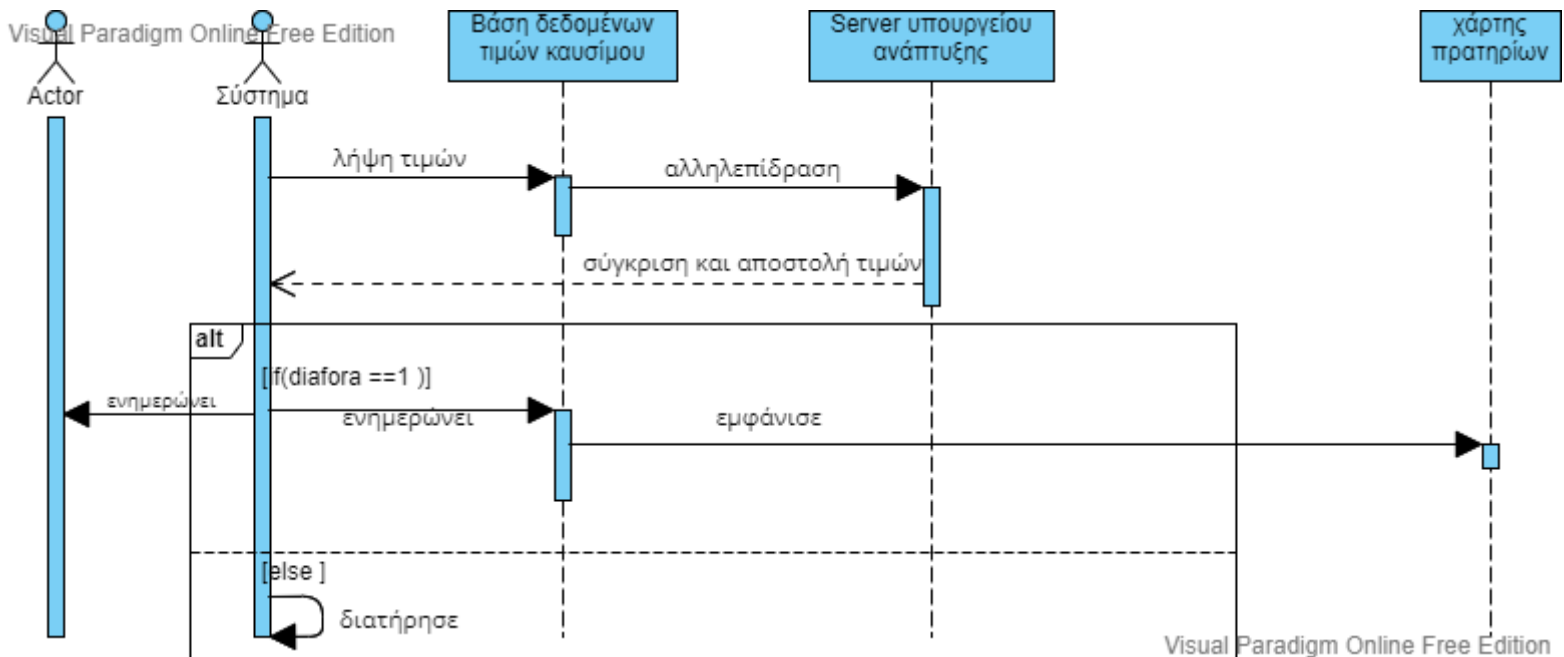 Visual Paradigm Online Free Edition
Actor
Σύστημα
Βάση δεδομένων
τιμών καυσίμου
Server υπουργείου
ανάπτυξης
χάρτης
πρατηρίων
λήψη τιμών
αλληλεπίδραση
σύγκριση και αποστολή τιμών
alt
[if(diafora ==1 )]
ενημερώνει
ενημερώνει
εμφάνισε
[else ]
διατήρησε
Visual Paradigm Online Free Edition